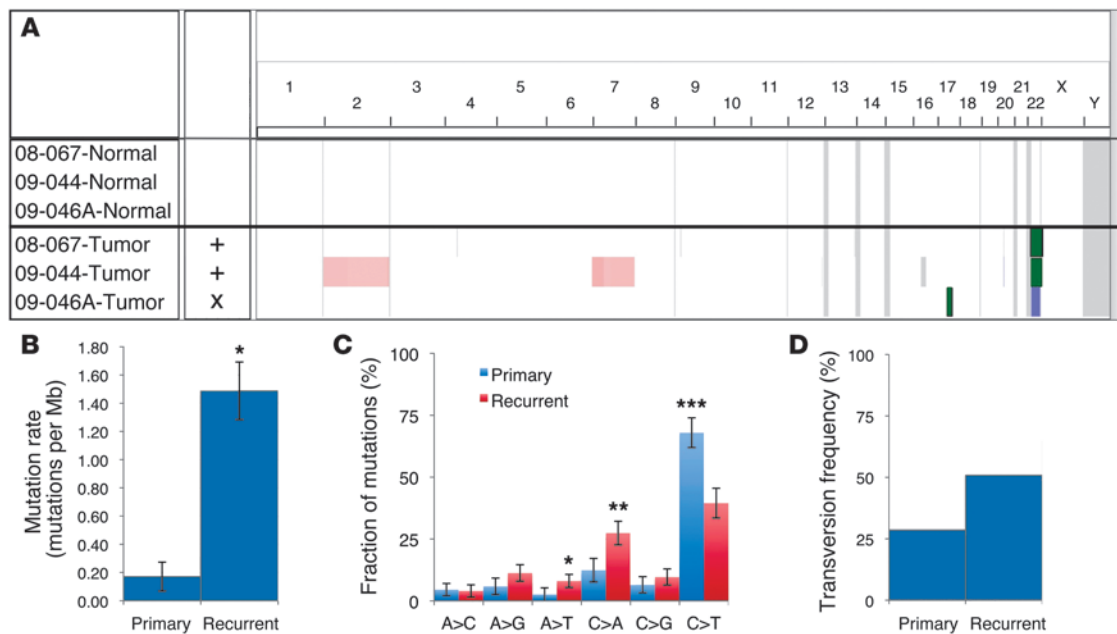 A
1 3 5 7 9 11 13 15 17 19 21 X
2 4 6 8 10 12 14 16 18 20 22 Y
08-067-Normal
09-044-Normal
09-046A-Normal
08-067-Tumor +
09-044-Tumor +
09-046A-Tumor X
B
Mutation rate
(mutations per Mb)
1.80
1.60
1.40
1.20
1.00
0.80
0.60
0.40
0.20
0.00
*
Primary Recurrent
C
Fraction of mutations (%)
100
75
50
25
0
Primary
Recurrent
* ** ***
A>C A>G A>T C>A C>G C>T
D
Transversion frequency (%)
100
75
50
25
0
Primary Recurrent